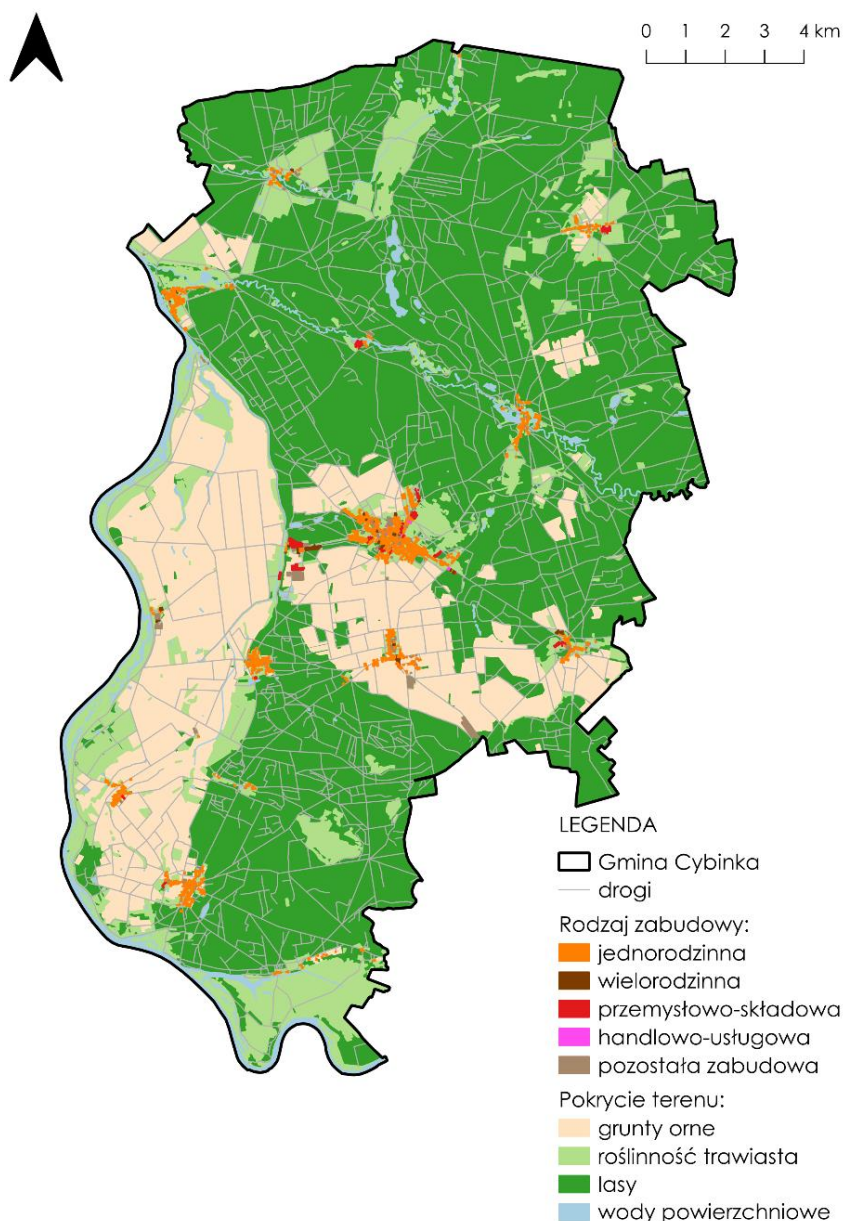 0 1 2 3 4 km
LEGENDA
Gmina Cybinka
drogi
Rodzaj zabudowy:
jednorodzinna
wielorodzinna
przemysłowo-składowa
handlowo-usługowa
pozostała zabudowa
Pokrycie terenu:
grunty orne
roślinność trawiasta
lasy
wody powierzchniowe